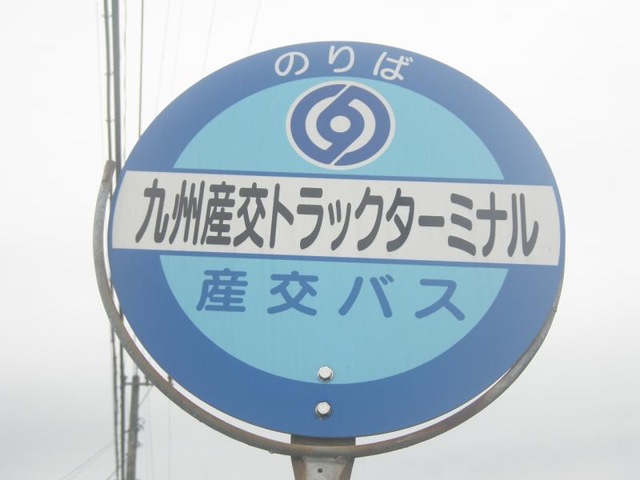 のりば
九州産交トラックターミナル
産交バス